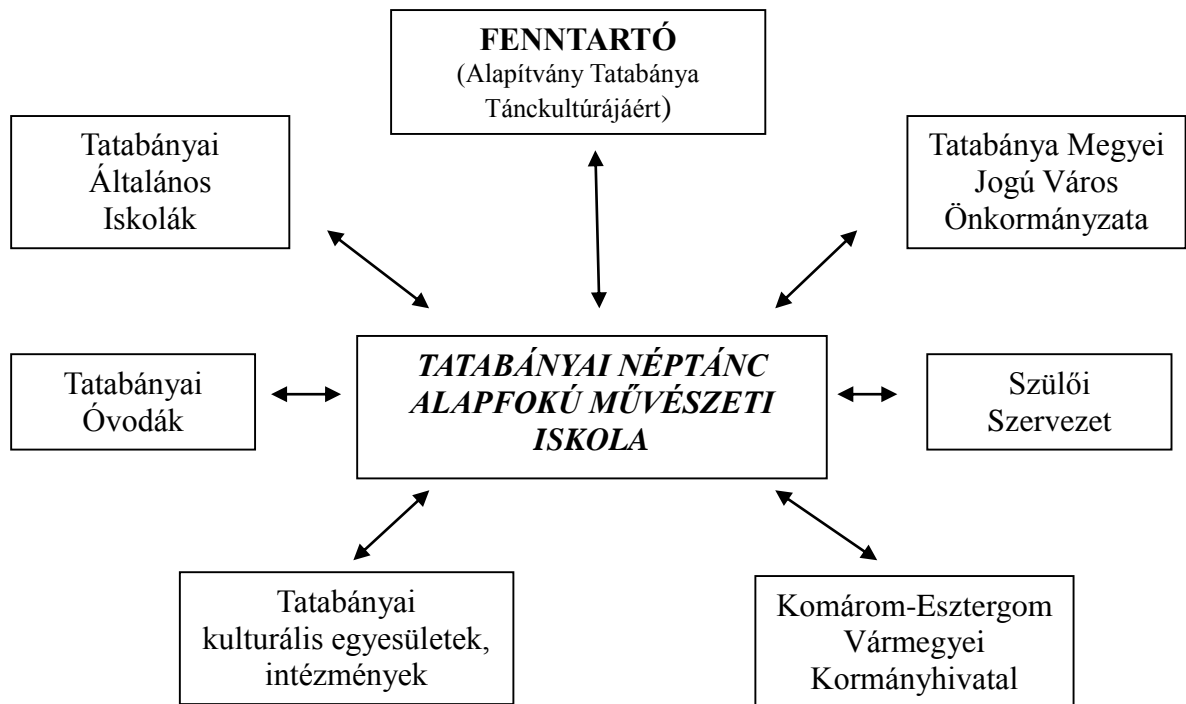 FENNTARTÓ
(Alapítvány Tatabánya
Tánckultúrájáért)
Tatabányai
Általános
Iskolák
Tatabánya Megyei
Jogú Város
Önkormányzata
Tatabányai
Óvodák
TATABÁNYAI NÉPTÁNC
ALAPFOKÚ MŰVÉSZETI
ISKOLA
Szülői
Szervezet
Tatabányai
kulturális egyesületek,
intézmények
Komárom-Esztergom
Vármegyei
Kormányhivatal